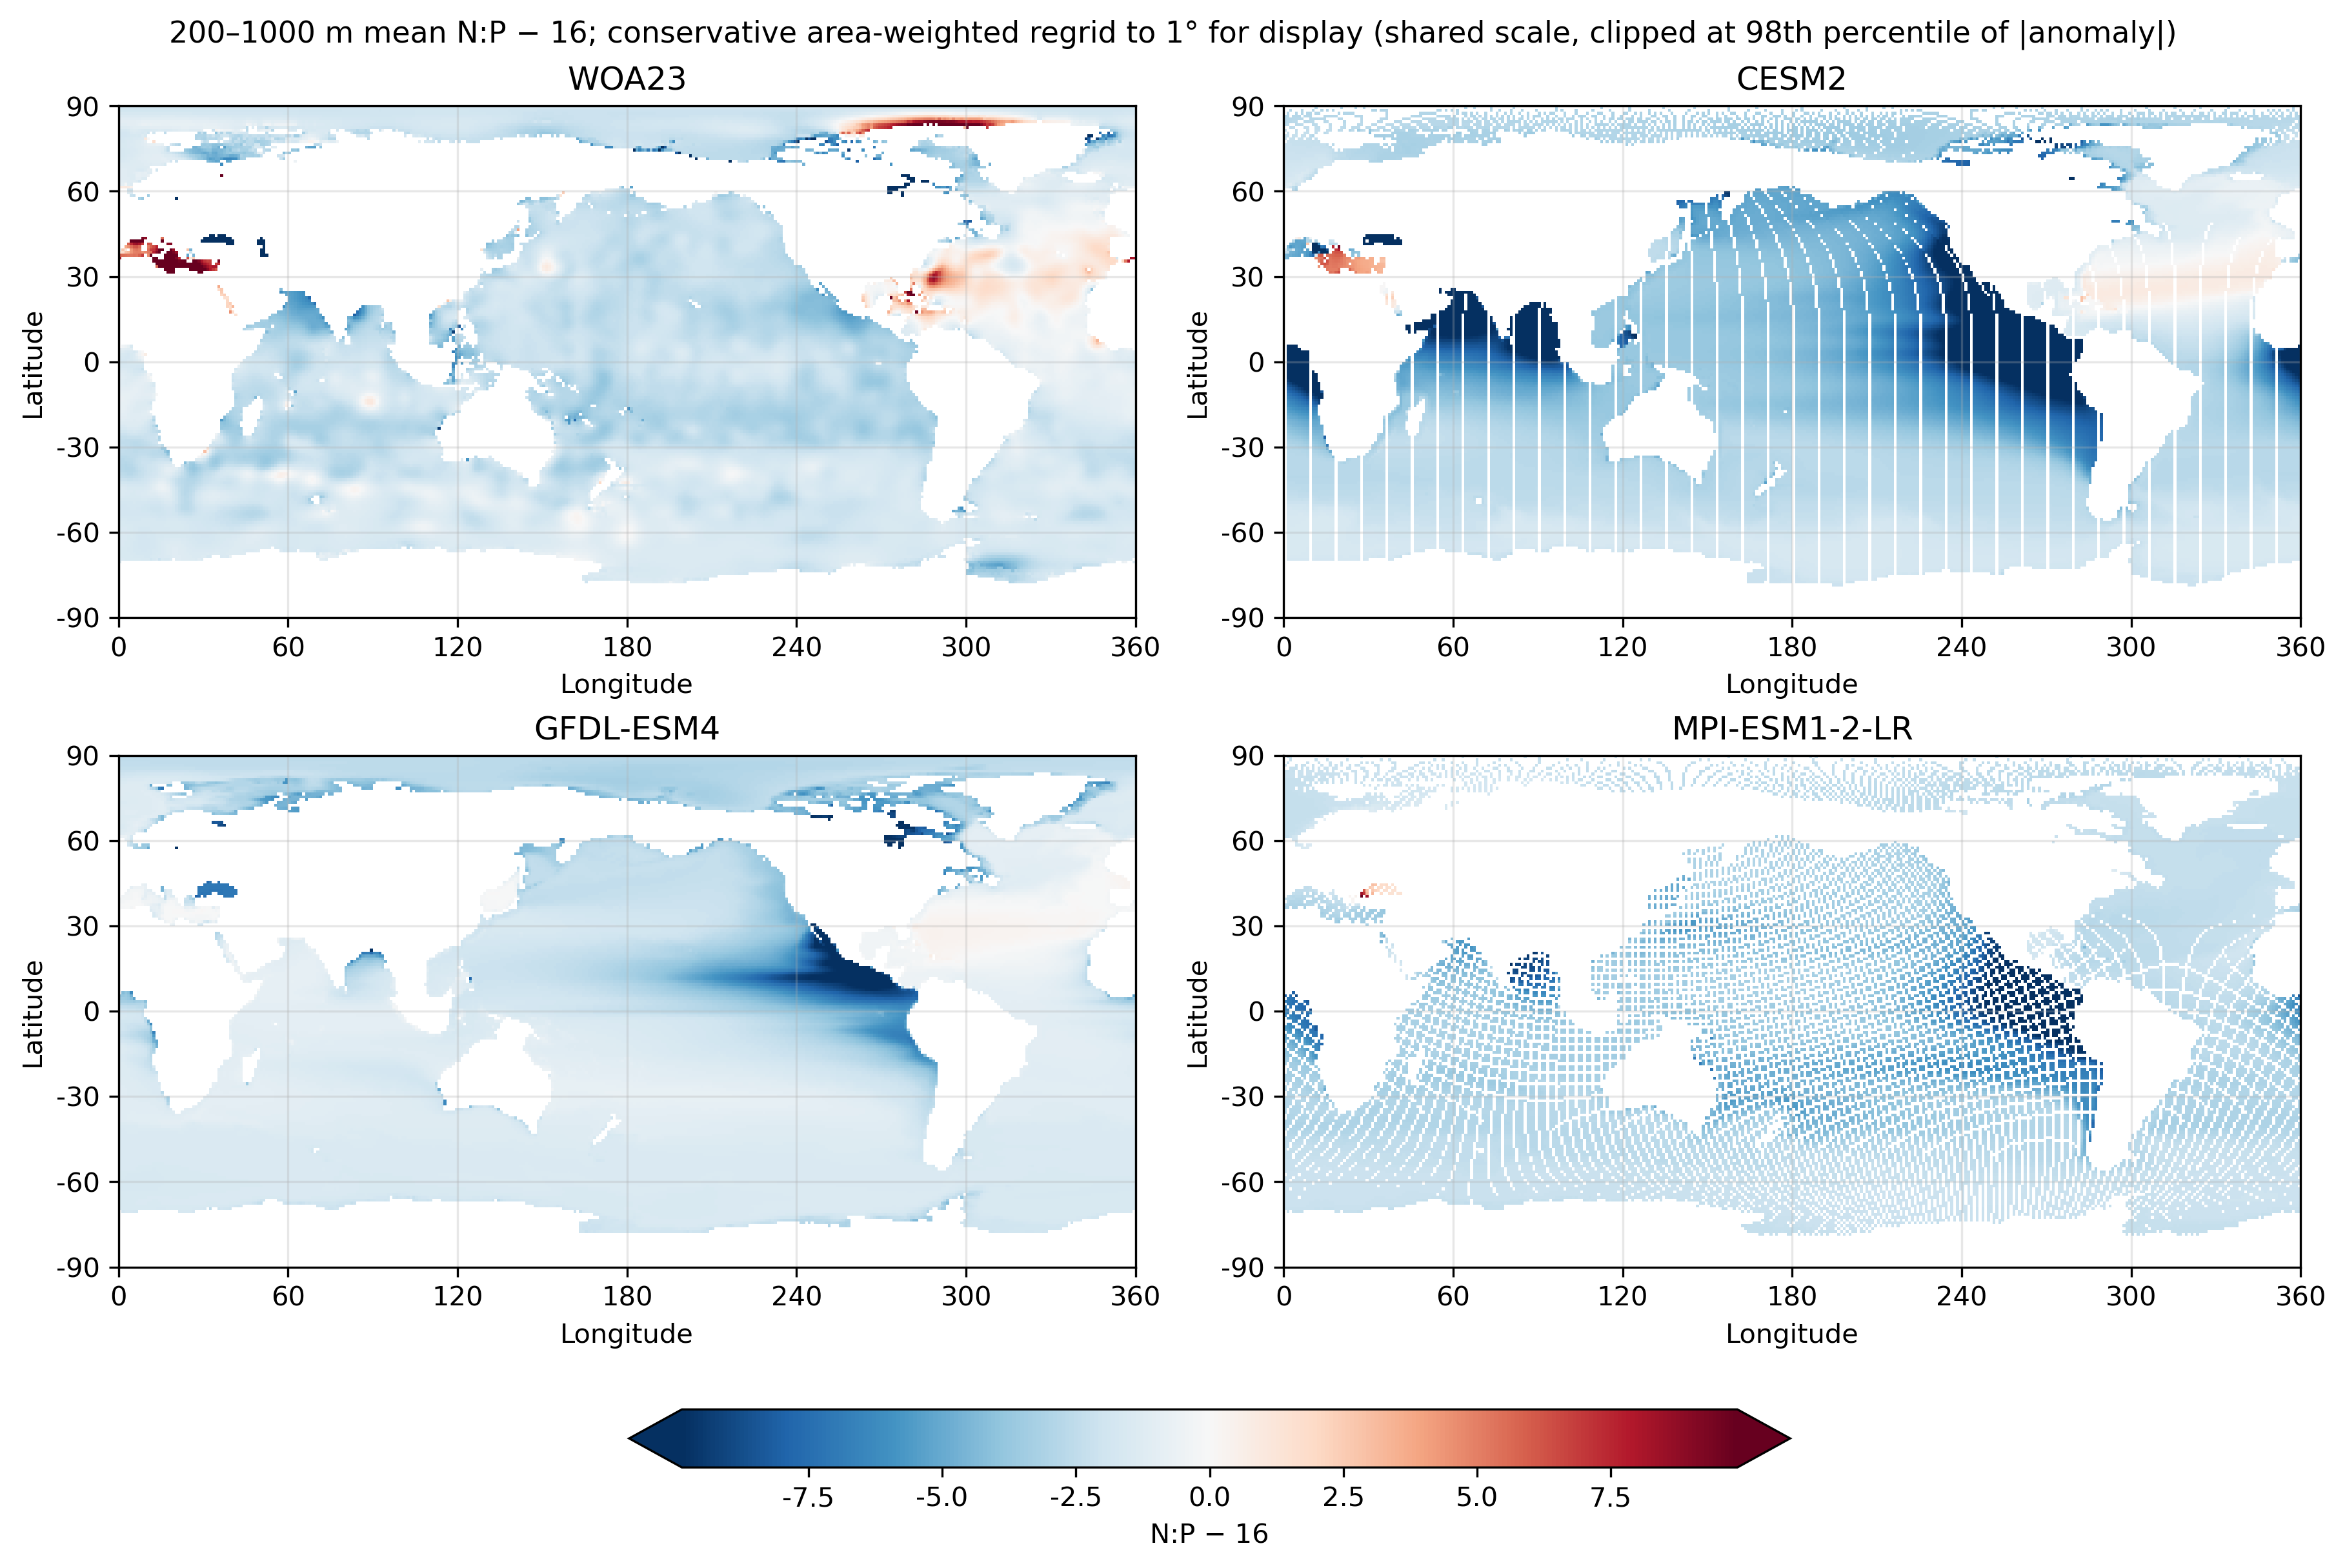 200–1000 m mean N:P − 16; conservative area-weighted regrid to 1° for display (shared scale, clipped at 98th percentile of |anomaly|)
WOA23
CESM2
90
60
30
0
-30
-60
-90
Latitude
0 60 120 180 240 300 360
Longitude
90
60
30
0
-30
-60
-90
Latitude
0 60 120 180 240 300 360
Longitude
GFDL-ESM4
MPI-ESM1-2-LR
90
60
30
0
-30
-60
-90
Latitude
0 60 120 180 240 300 360
Longitude
90
60
30
0
-30
-60
-90
Latitude
0 60 120 180 240 300 360
Longitude
-7.5 -5.0 -2.5 0.0 2.5 5.0 7.5
N:P − 16